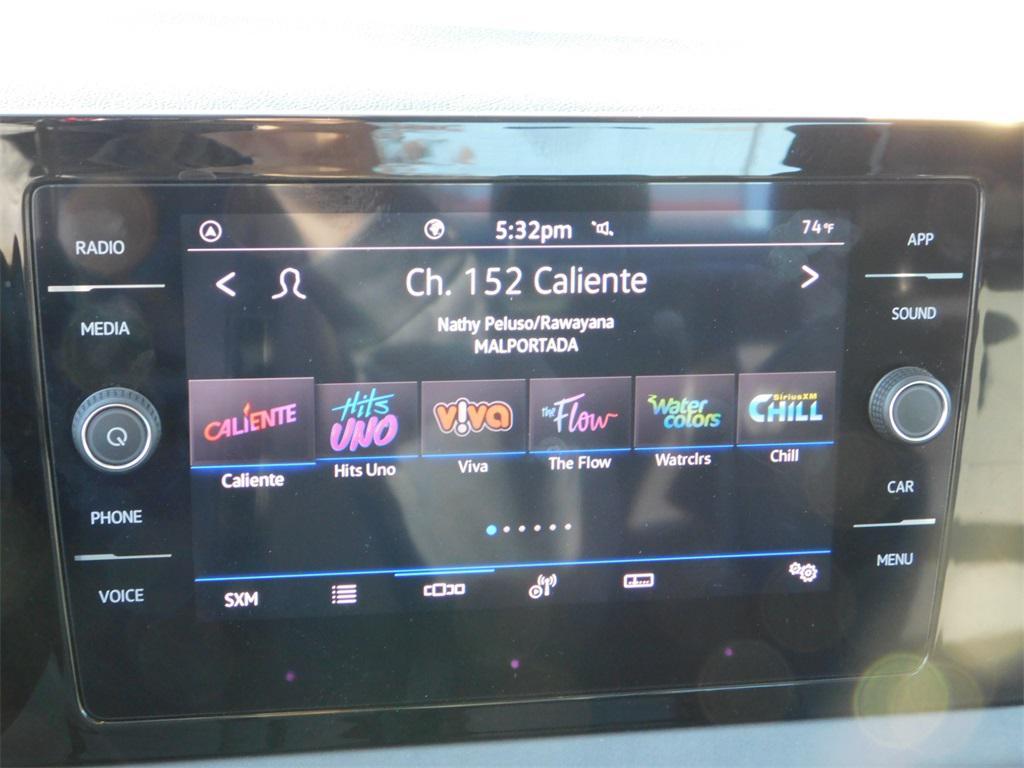 RADIO
MEDIA
PHONE
VOICE
5:32pm
74°F
< Ch. 152 Caliente >
Nathy Peluso/Rawayana
MALPORTADA
CALIENTE
Hits
UNO
v!va
the Flow
Water
colors
SiriusXM
CHILL
Caliente
Hits Uno
Viva
The Flow
Watrclrs
Chill
SXM
APP
SOUND
CAR
MENU